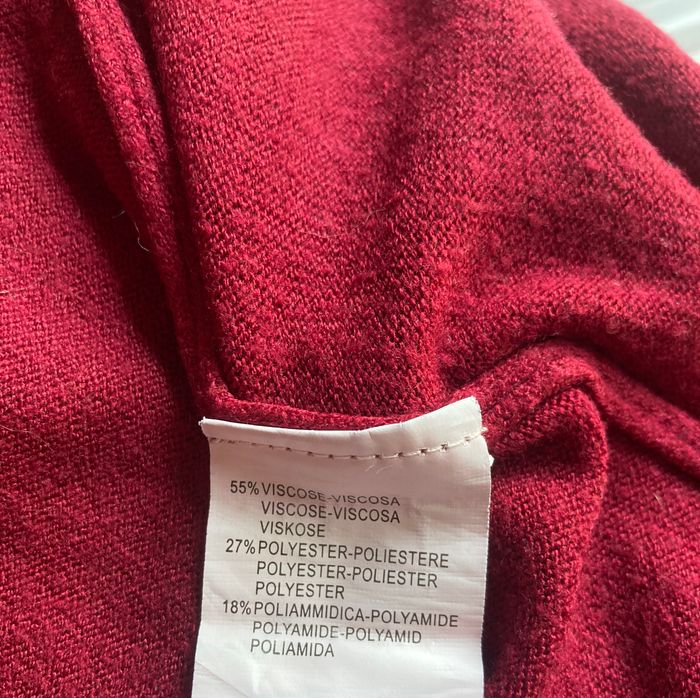 55%VISCOSE-VISCOSA
VISCOSE-VISCOSA
VISKOSE
27%POLYESTER-POLIESTERE
POLYESTER-POLIESTER
POLYESTER
18%POLIAMMIDICA-POLYAMIDE
POLYAMIDE-POLYAMID
POLIAMIDA